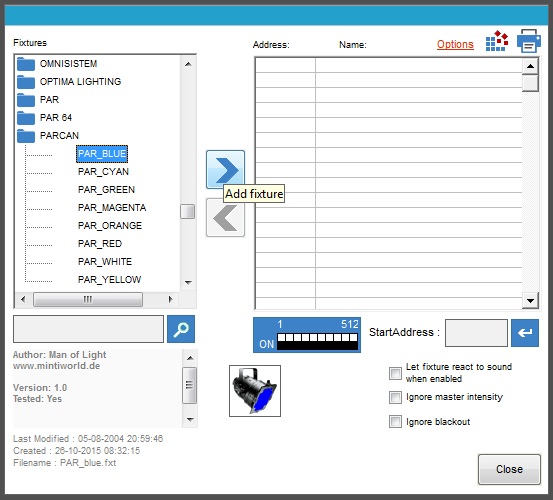 Fixtures
Address: Name: Options
OMNISISTEM
OPTIMA LIGHTING
PAR
PAR 64
PARCAN
PAR_BLUE
PAR_CYAN
PAR_GREEN
PAR_MAGENTA
PAR_ORANGE
PAR_RED
PAR_WHITE
PAR_YELLOW
Add fixture
1 512
ON
StartAddress :
Author: Man of Light
www.mintiworld.de
Version: 1.0
Tested: Yes
Let fixture react to sound
when enabled
Ignore master intensity
Ignore blackout
Last Modified : 05-08-2004 20:59:46
Created : 26-10-2015 08:32:15
Filename : PAR_blue.fxt
Close